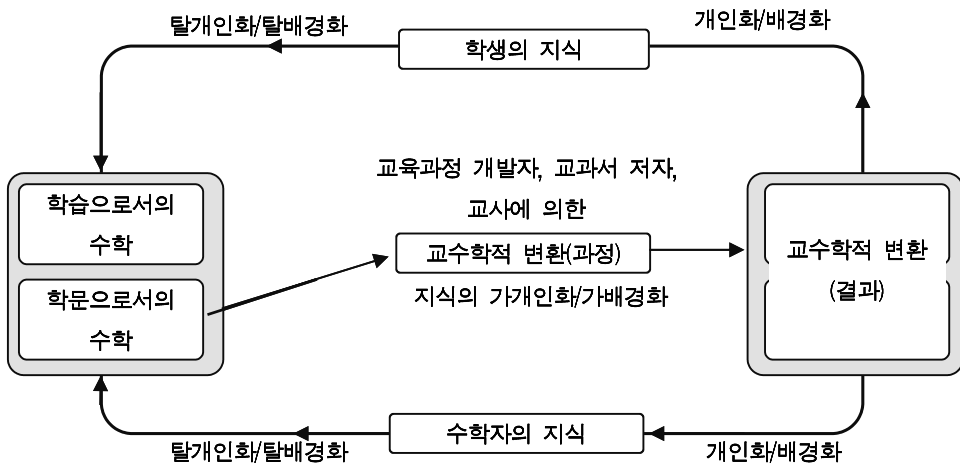 탈개인화/탈배경화
학생의 지식
개인화/배경화
교육과정 개발자, 교과서 저자,
교사에 의한
교수학적 변환(과정)
지식의 가개인화/가배경화
학습으로서의
수학
학문으로서의
수학
교수학적 변환
(결과)
탈개인화/탈배경화
수학자의 지식
개인화/배경화